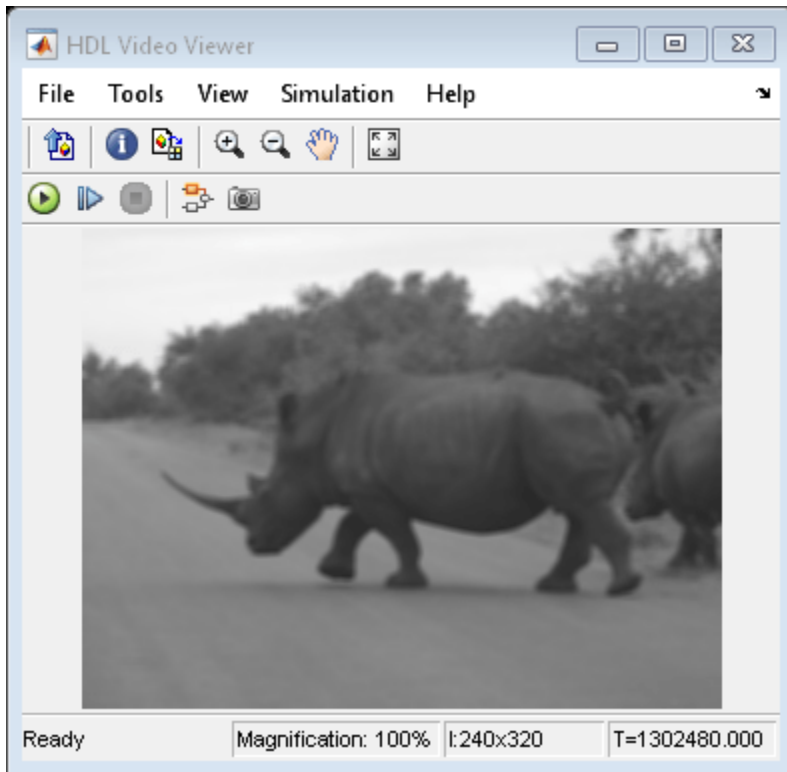 HDL Video Viewer
File Tools View Simulation Help
Ready Magnification: 100% I:240x320 T=1302480.000